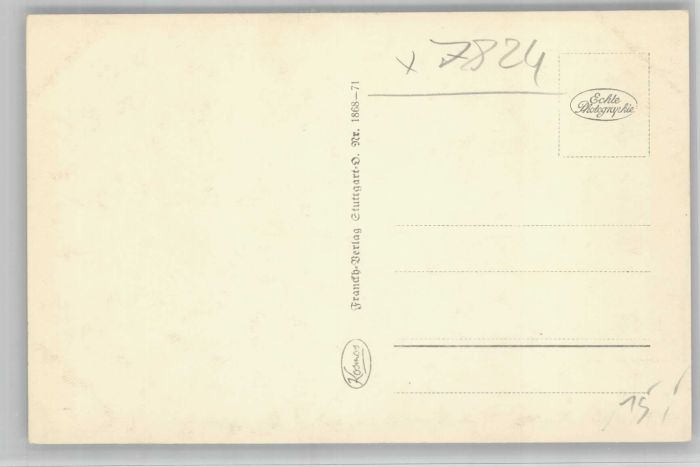 x 7824
Echte
Photographie
Franckh-Verlag Stuttgart-O. Nr. 1868–71
Kosmos
15,-